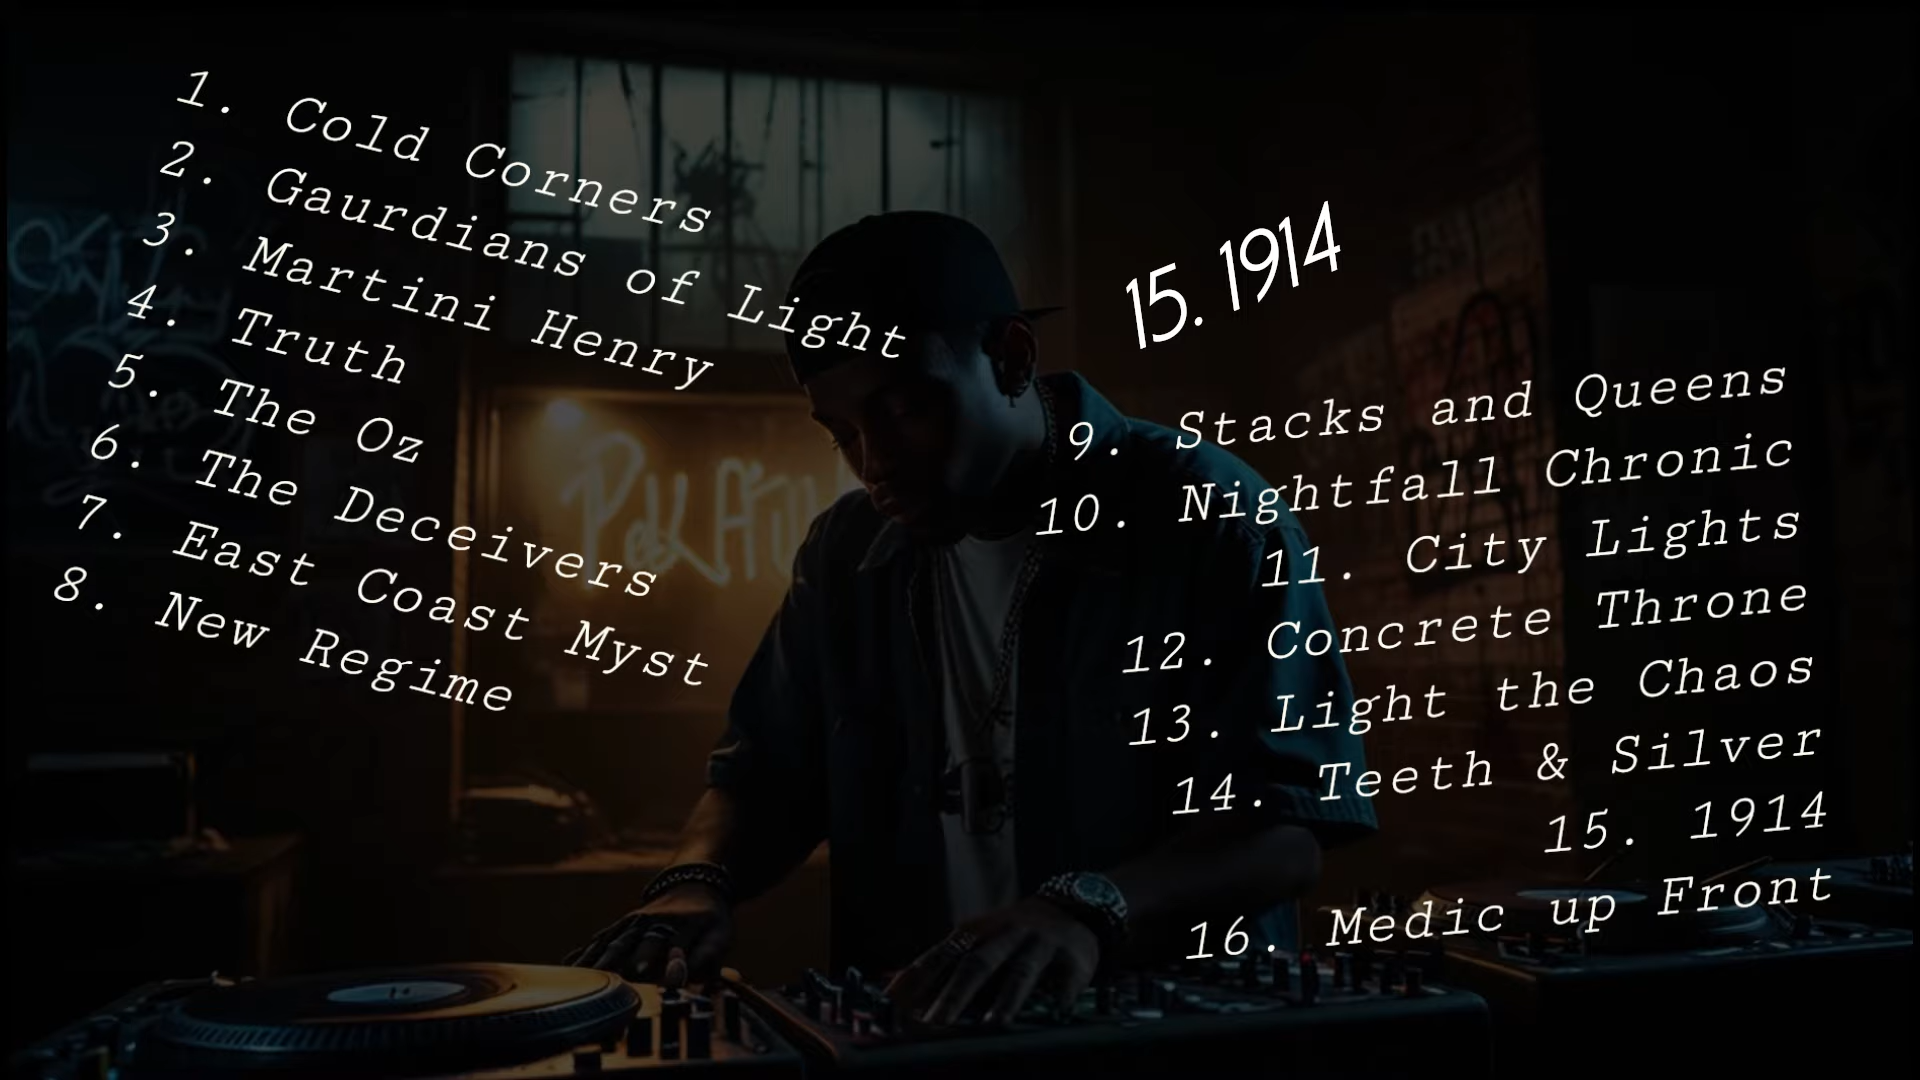 1. Cold Corners
2. Gaurdians of Light
3. Martini Henry
4. Truth
5. The Oz
6. The Deceivers
7. East Coast Myst
8. New Regime
15. 1914
9. Stacks and Queens
10. Nightfall Chronic
11. City Lights
12. Concrete Throne
13. Light the Chaos
14. Teeth & Silver
15. 1914
16. Medic up Front